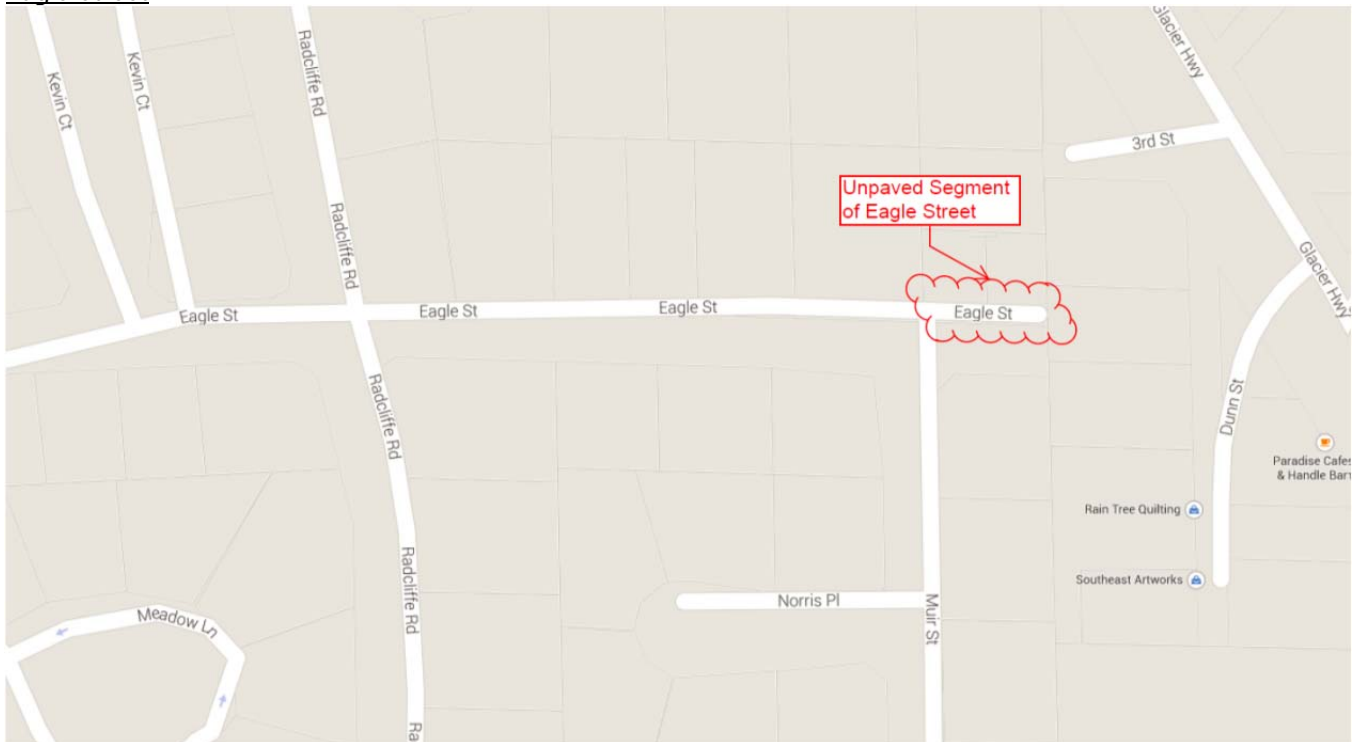 Kevin Ct
Kevin Ct
Radcliffe Rd
Glacier Hwy
3rd St
Unpaved Segment
of Eagle Street
Radcliffe Rd
Glacier Hwy
Eagle St
Eagle St
Eagle St
Eagle St
Radcliffe Rd
Dunn St
Paradise Cafes
& Handle Bar
Rain Tree Quilting
Southeast Artworks
Radcliffe Rd
Norris Pl
Muir St
Meadow Ln
Ra